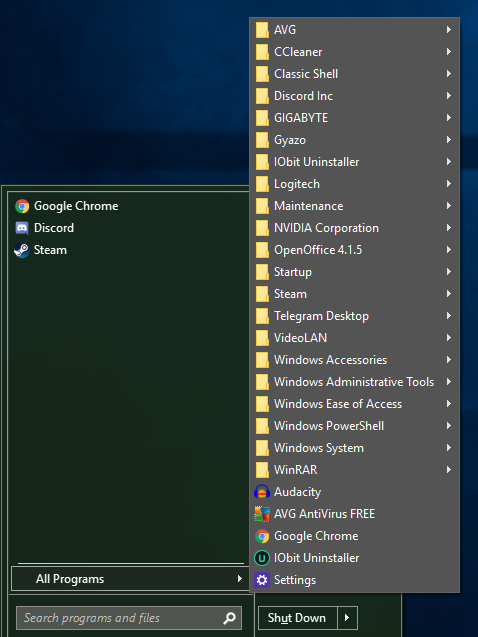 Google Chrome
Discord
Steam
All Programs
Search programs and files
Shut Down
AVG
CCleaner
Classic Shell
Discord Inc
GIGABYTE
Gyazo
IObit Uninstaller
Logitech
Maintenance
NVIDIA Corporation
OpenOffice 4.1.5
Startup
Steam
Telegram Desktop
VideoLAN
Windows Accessories
Windows Administrative Tools
Windows Ease of Access
Windows PowerShell
Windows System
WinRAR
Audacity
AVG AntiVirus FREE
Google Chrome
IObit Uninstaller
Settings